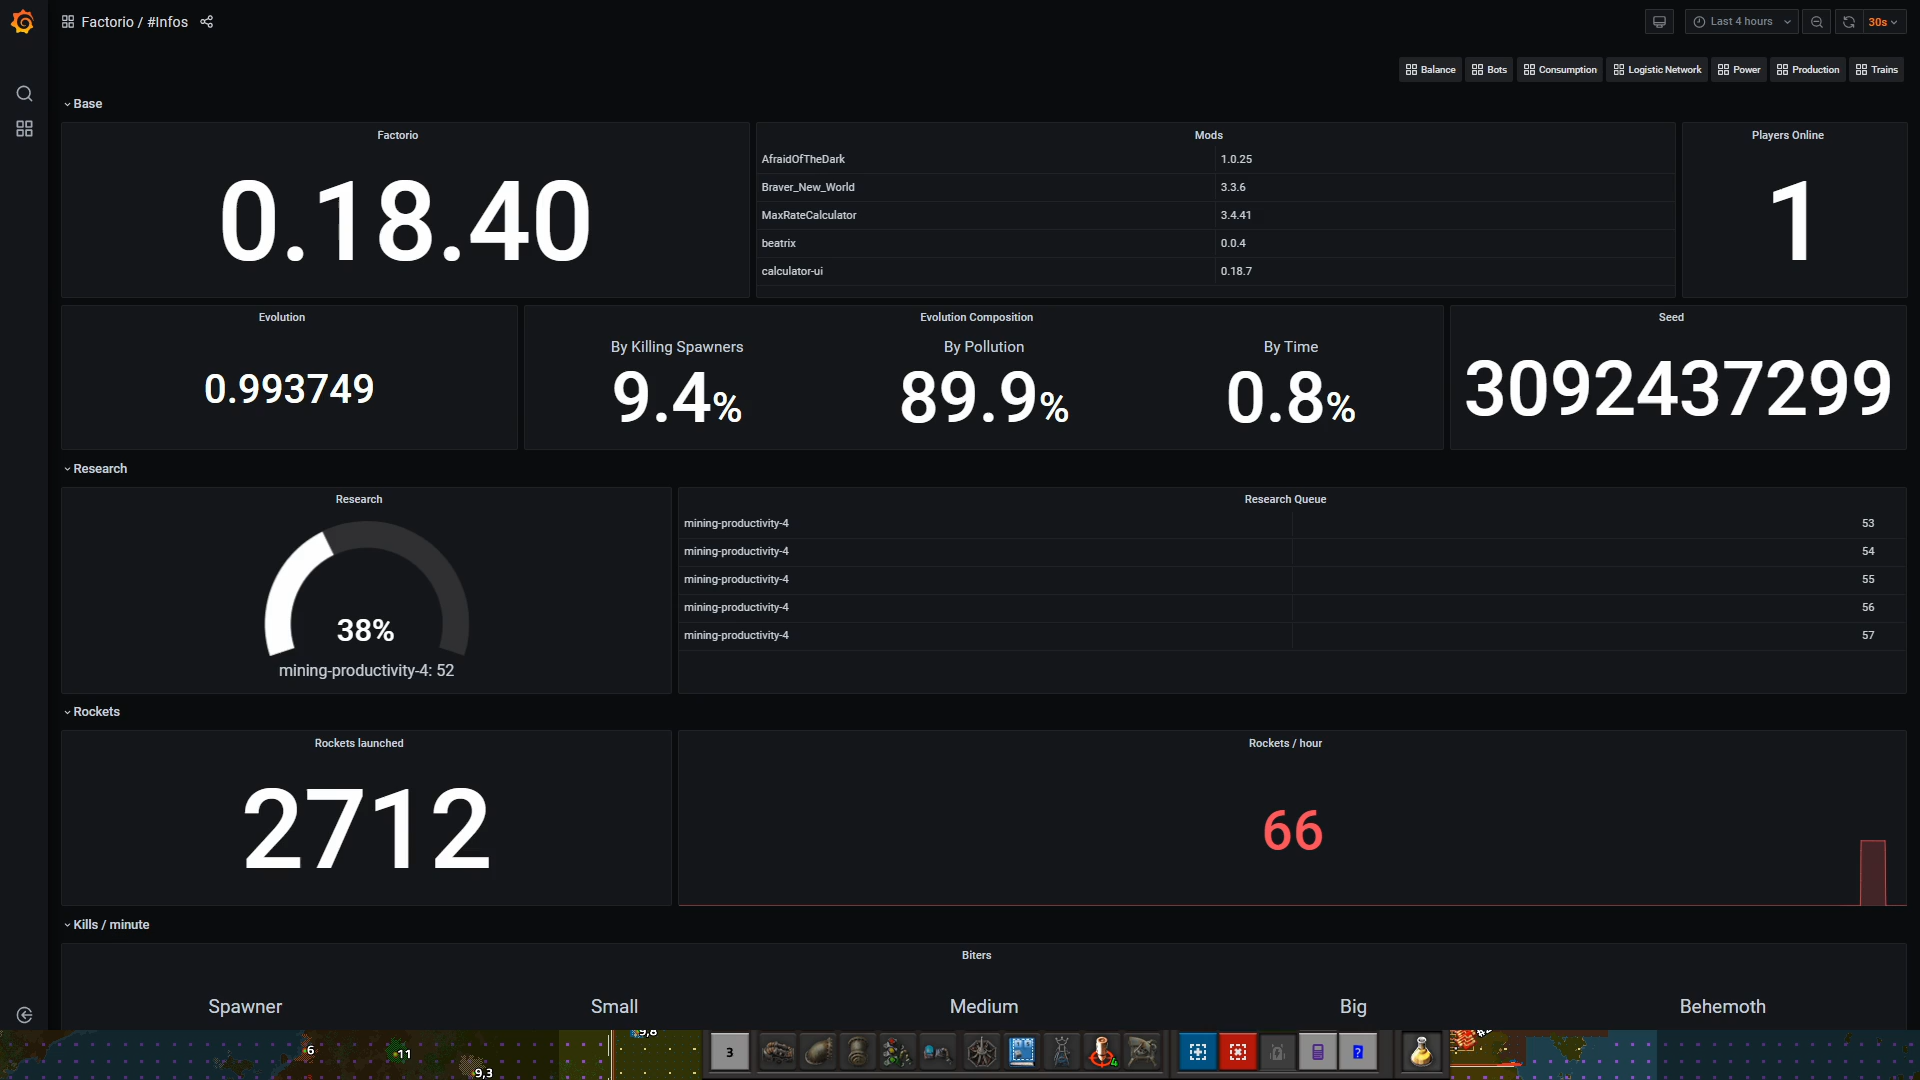 Factorio / #Infos
Last 4 hours
30s
Balance
Bots
Consumption
Logistic Network
Power
Production
Trains
Base
Factorio
0.18.40
Mods
AfraidOfTheDark 1.0.25
Braver_New_World 3.3.6
MaxRateCalculator 3.4.41
beatrix 0.0.4
calculator-ui 0.18.7
Players Online
1
Evolution
0.993749
Evolution Composition
By Killing Spawners
9.4%
By Pollution
89.9%
By Time
0.8%
Seed
3092437299
Research
Research
38%
mining-productivity-4: 52
Research Queue
mining-productivity-4 53
mining-productivity-4 54
mining-productivity-4 55
mining-productivity-4 56
mining-productivity-4 57
Rockets
Rockets launched
2712
Rockets / hour
66
Kills / minute
Biters
Spawner
Small
Medium
Big
Behemoth
6
11
9,3
9,8
3
4
?